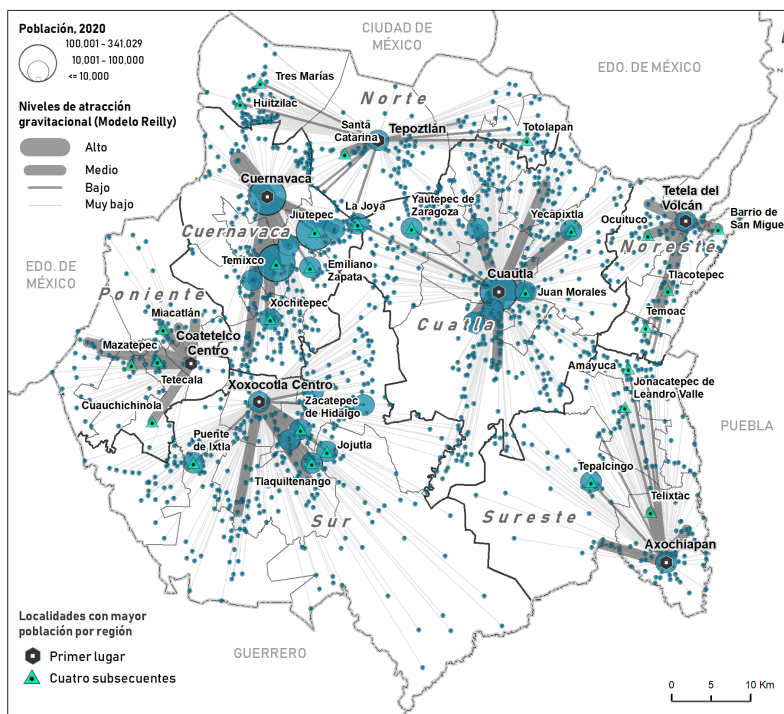 Población, 2020
100,001 - 341,029
10,001 - 100,000
<= 10,000
Niveles de atracción
gravitacional (Modelo Reilly)
Alto
Medio
Bajo
Muy bajo
CIUDAD DE
MÉXICO
EDO. DE MÉXICO
N
Tres Marías
Huitzilac
Norte
Santa
Catarina
Tepoztlán
Totolapan
Cuernavaca
La Joya
Yautepec de
Zaragoza
Yecapixtla
Tetela del
Volcán
Ocuituco
Barrio de
San Migue
Noreste
Jiutepec
Cuernavaca
Temixco
Emiliano
Zapata
Cuautla
Juan Morales
Tlacotepec
EDO. DE
MÉXICO
Poniente
Miacatlán
Xochitepec
Cuatla
Temoac
Coatetelco
Centro
Mazatepec
Tetecala
Xoxocotla Centro
Amayuca
Jonacatepec de
Leandro Valle
Cuauchichinola
Zacatepec
de Hidalgo
PUEBLA
Puente
de Ixtla
Jojutla
Tlaquiltenango
Tepalcingo
Telixtac
Sur
Sureste
Axochiapan
Localidades con mayor
población por región
Primer lugar
Cuatro subsecuentes
GUERRERO
0 5 10 Km